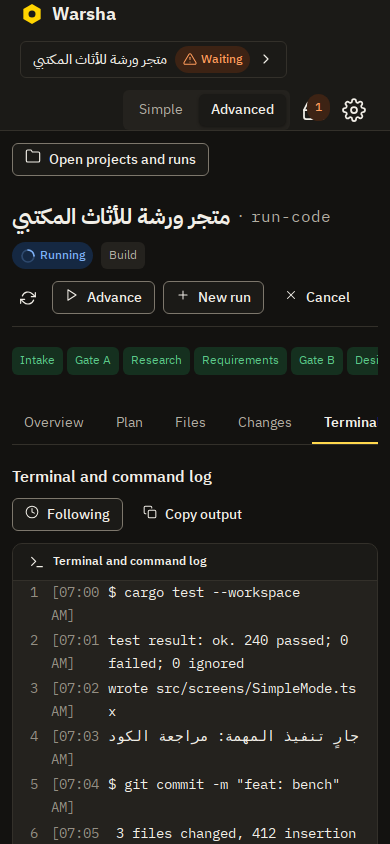 Warsha
متجر ورشة للأثاث المكتبي Waiting
Simple Advanced 1
Open projects and runs
متجر ورشة للأثاث المكتبي · run-code
Running Build
Advance New run Cancel
Intake Gate A Research Requirements Gate B Desi
Overview Plan Files Changes Termina
Terminal and command log
Following Copy output
Terminal and command log
1 [07:00 AM] $ cargo test --workspace
2 [07:01 AM] test result: ok. 240 passed; 0
failed; 0 ignored
3 [07:02 AM] wrote src/screens/SimpleMode.ts
x
4 [07:03 AM] جارٍ تنفيذ المهمة: مراجعة الكود
5 [07:04 AM] $ git commit -m "feat: bench"
6 [07:05 3 files changed, 412 insertion